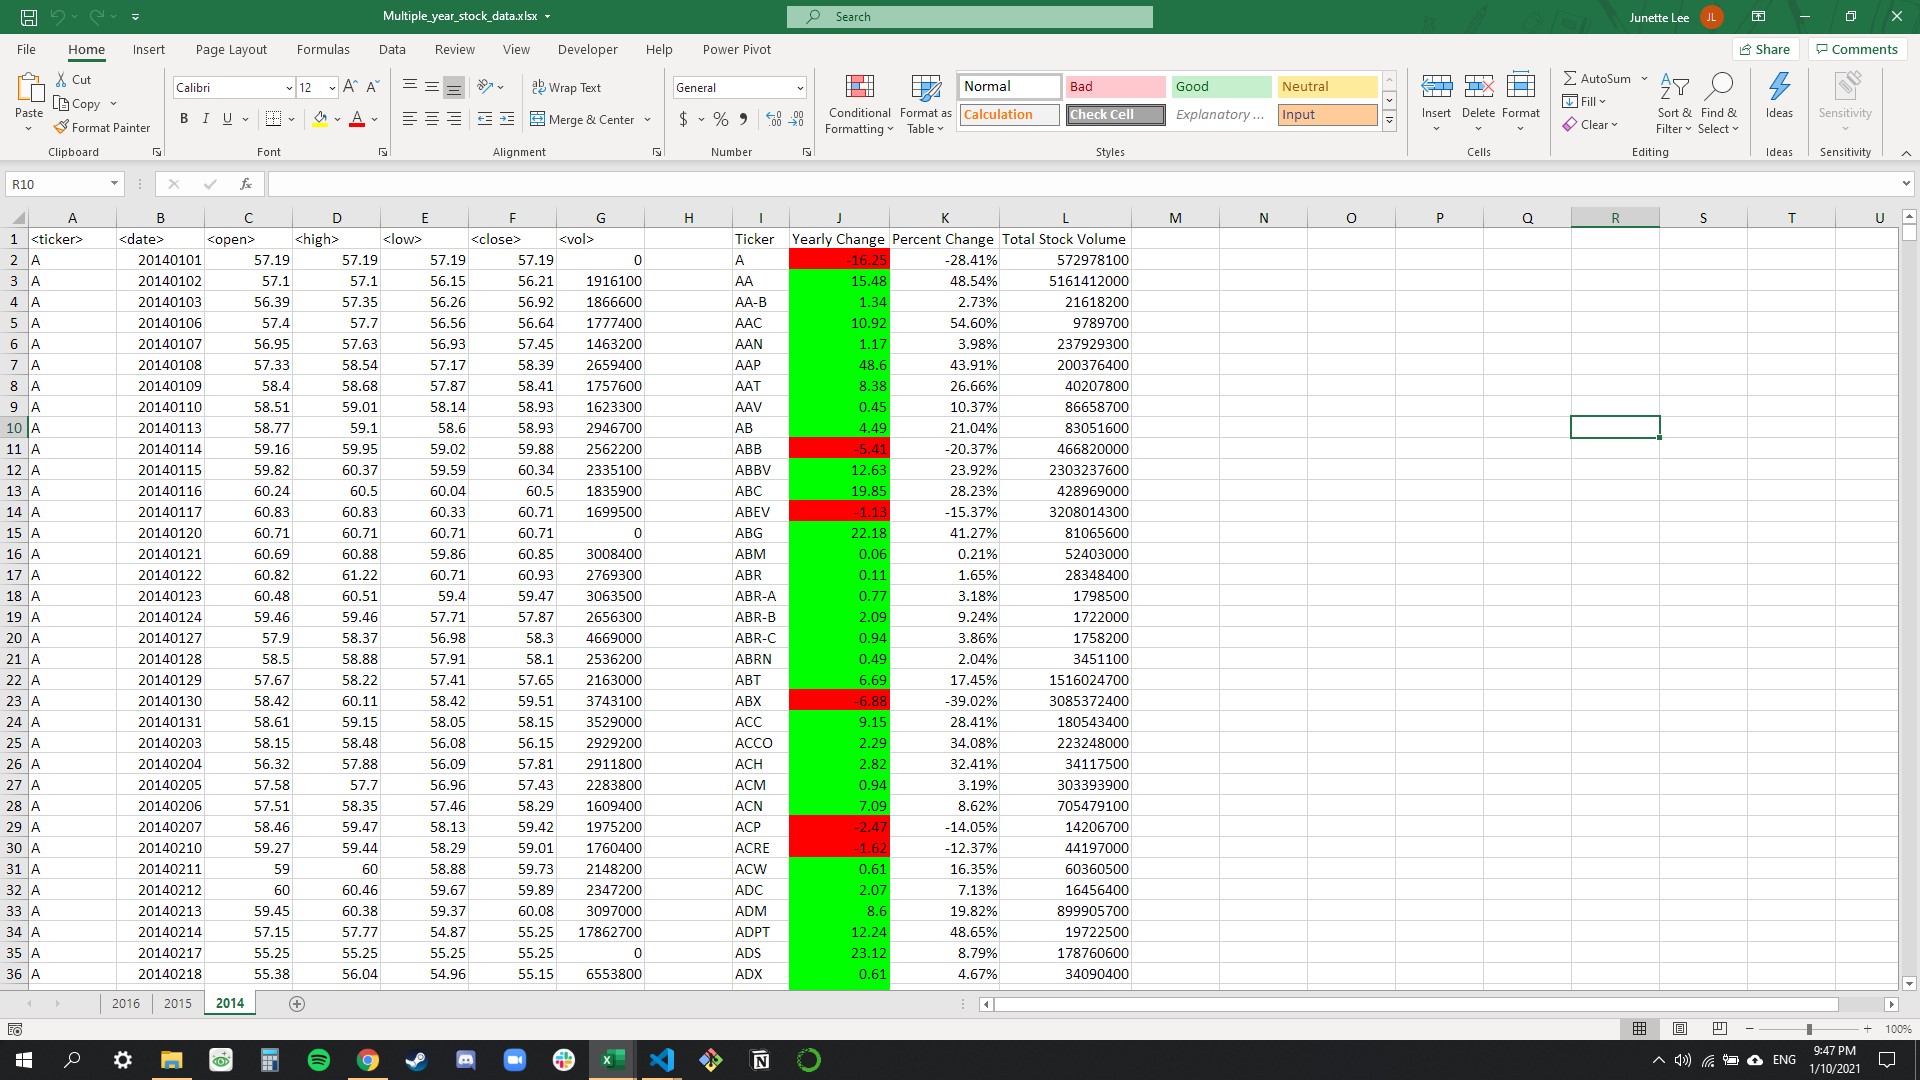 Multiple_year_stock_data.xlsx
Search
Junette Lee JL
File Home Insert Page Layout Formulas Data Review View Developer Help Power Pivot Share Comments
Cut
Copy
Format Painter
Paste
Clipboard
Calibri 12
B I U
Font
Wrap Text
Merge & Center
Alignment
General
$ % 9
Number
Conditional Formatting
Format as Table
Normal Bad Good Neutral
Calculation Check Cell Explanatory ... Input
Styles
Insert Delete Format
Cells
AutoSum
Fill
Clear
Sort & Filter
Find & Select
Editing
Ideas
Ideas
Sensitivity
Sensitivity
R10 fx
A B C D E F G H I J K L M N O P Q R S T U
1 <ticker> <date> <open> <high> <low> <close> <vol> Ticker Yearly Change Percent Change Total Stock Volume
2 A 20140101 57.19 57.19 57.19 57.19 0 A -16.25 -28.41% 572978100
3 A 20140102 57.1 57.1 56.15 56.21 1916100 AA 15.48 48.54% 5161412000
4 A 20140103 56.39 57.35 56.26 56.92 1866600 AA-B 1.34 2.73% 21618200
5 A 20140106 57.4 57.7 56.56 56.64 1777400 AAC 10.92 54.60% 9789700
6 A 20140107 56.95 57.63 56.93 57.45 1463200 AAN 1.17 3.98% 237929300
7 A 20140108 57.33 58.54 57.17 58.39 2659400 AAP 48.6 43.91% 200376400
8 A 20140109 58.4 58.68 57.87 58.41 1757600 AAT 8.38 26.66% 40207800
9 A 20140110 58.51 59.01 58.14 58.93 1623300 AAV 0.45 10.37% 86658700
10 A 20140113 58.77 59.1 58.6 58.93 2946700 AB 4.49 21.04% 83051600
11 A 20140114 59.16 59.95 59.02 59.88 2562200 ABB -5.41 -20.37% 466820000
12 A 20140115 59.82 60.37 59.59 60.34 2335100 ABBV 12.63 23.92% 2303237600
13 A 20140116 60.24 60.5 60.04 60.5 1835900 ABC 19.85 28.23% 428969000
14 A 20140117 60.83 60.83 60.33 60.71 1699500 ABEV -1.13 -15.37% 3208014300
15 A 20140120 60.71 60.71 60.71 60.71 0 ABG 22.18 41.27% 81065600
16 A 20140121 60.69 60.88 59.86 60.85 3008400 ABM 0.06 0.21% 52403000
17 A 20140122 60.82 61.22 60.71 60.93 2769300 ABR 0.11 1.65% 28348400
18 A 20140123 60.48 60.51 59.4 59.47 3063500 ABR-A 0.77 3.18% 1798500
19 A 20140124 59.46 59.46 57.71 57.87 2656300 ABR-B 2.09 9.24% 1722000
20 A 20140127 57.9 58.37 56.98 58.3 4669000 ABR-C 0.94 3.86% 1758200
21 A 20140128 58.5 58.88 57.91 58.1 2536200 ABRN 0.49 2.04% 3451100
22 A 20140129 57.67 58.22 57.41 57.65 2163000 ABT 6.69 17.45% 1516024700
23 A 20140130 58.42 60.11 58.42 59.51 3743100 ABX -6.88 -39.02% 3085372400
24 A 20140131 58.61 59.15 58.05 58.15 3529000 ACC 9.15 28.41% 180543400
25 A 20140203 58.15 58.48 56.08 56.15 2929200 ACCO 2.29 34.08% 223248000
26 A 20140204 56.32 57.88 56.09 57.81 2911800 ACH 2.82 32.41% 34117500
27 A 20140205 57.58 57.7 56.96 57.43 2283800 ACM 0.94 3.19% 303393900
28 A 20140206 57.51 58.35 57.46 58.29 1609400 ACN 7.09 8.62% 705479100
29 A 20140207 58.46 59.47 58.13 59.42 1975200 ACP -2.47 -14.05% 14206700
30 A 20140210 59.27 59.44 58.29 59.01 1760400 ACRE -1.62 -12.37% 44197000
31 A 20140211 59 60 58.88 59.73 2148200 ACW 0.61 16.35% 60360500
32 A 20140212 60 60.46 59.67 59.89 2347200 ADC 2.07 7.13% 16456400
33 A 20140213 59.45 60.38 59.37 60.08 3097000 ADM 8.6 19.82% 899905700
34 A 20140214 57.15 57.77 54.87 55.25 17862700 ADPT 12.24 48.65% 19722500
35 A 20140217 55.25 55.25 55.25 55.25 0 ADS 23.12 8.79% 178760600
36 A 20140218 55.38 56.04 54.96 55.15 6553800 ADX 0.61 4.67% 34090400
2016 2015 2014
100%
ENG
9:47 PM
1/10/2021